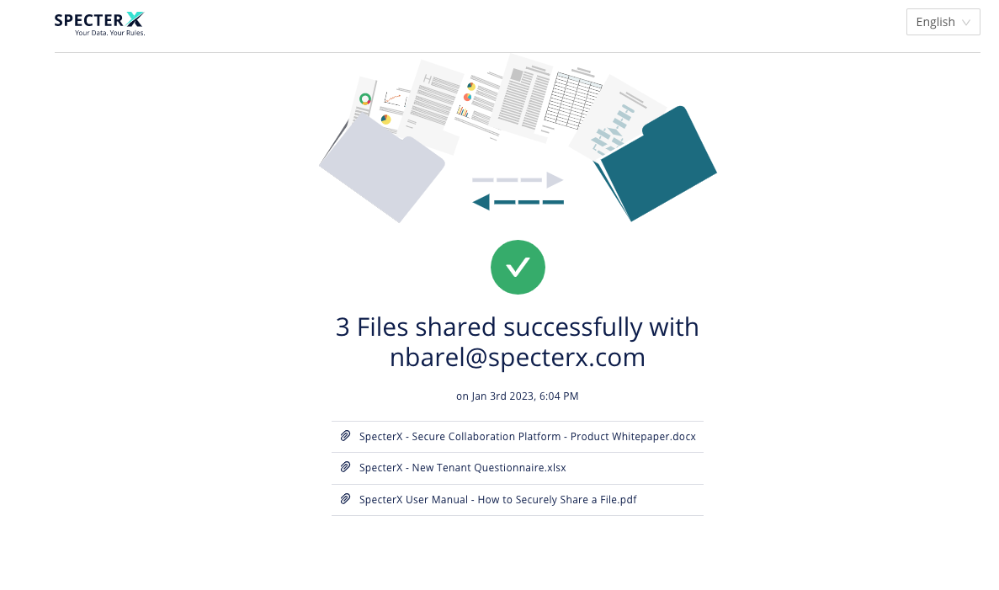 SPECTERX
Your Data. Your Rules.
English
H
3 Files shared successfully with
nbarel@specterx.com
on Jan 3rd 2023, 6:04 PM
SpecterX - Secure Collaboration Platform - Product Whitepaper.docx
SpecterX - New Tenant Questionnaire.xlsx
SpecterX User Manual - How to Securely Share a File.pdf